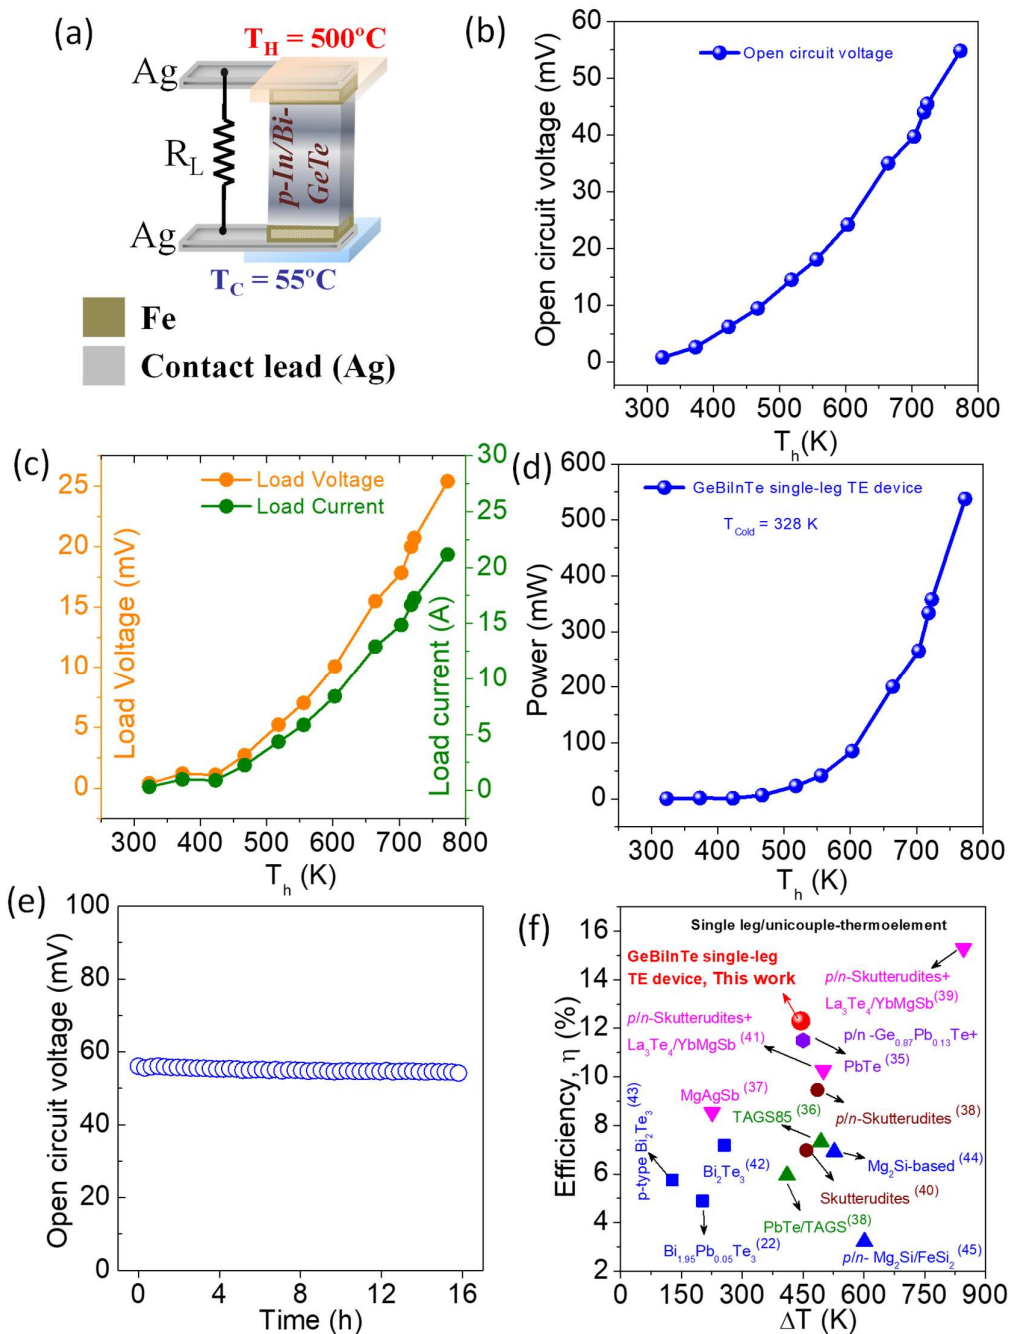 (a)
T_H = 500ºC
Ag
R_L
p-In/Bi-
GeTe
Ag
T_C = 55ºC
Fe
Contact lead (Ag)
(b)
Open circuit voltage
Open circuit voltage (mV)
60
50
40
30
20
10
0
300 400 500 600 700 800
T_h (K)
(c)
Load Voltage
Load Current
Load Voltage (mV)
25
20
15
10
5
0
Load current (A)
30
25
20
15
10
5
0
300 400 500 600 700 800
T_h (K)
(d)
GeBiInTe single-leg TE device
T_Cold = 328 K
Power (mW)
600
500
400
300
200
100
0
300 400 500 600 700 800
T_h (K)
(e)
Open circuit voltage (mV)
100
80
60
40
20
0
0 4 8 12 16
Time (h)
(f)
Single leg/unicouple-thermoelement
GeBiInTe single-leg
TE device, This work
p/n-Skutterudites+
La3Te4/YbMgSb(39)
p/n-Skutterudites+
La3Te4/YbMgSb(41)
p/n -Ge0.87Pb0.13Te+
PbTe (35)
MgAgSb(37)
TAGS85(36)
p/n-Skutterudites(38)
p-type Bi2Te3(43)
Bi2Te3(42)
Mg2Si-based(44)
Skutterudites(40)
PbTe/TAGS(38)
Bi1.95Pb0.05Te3(22)
p/n- Mg2Si/FeSi2(45)
Efficiency, η (%)
16
14
12
10
8
6
4
2
0 150 300 450 600 750 900
ΔT (K)